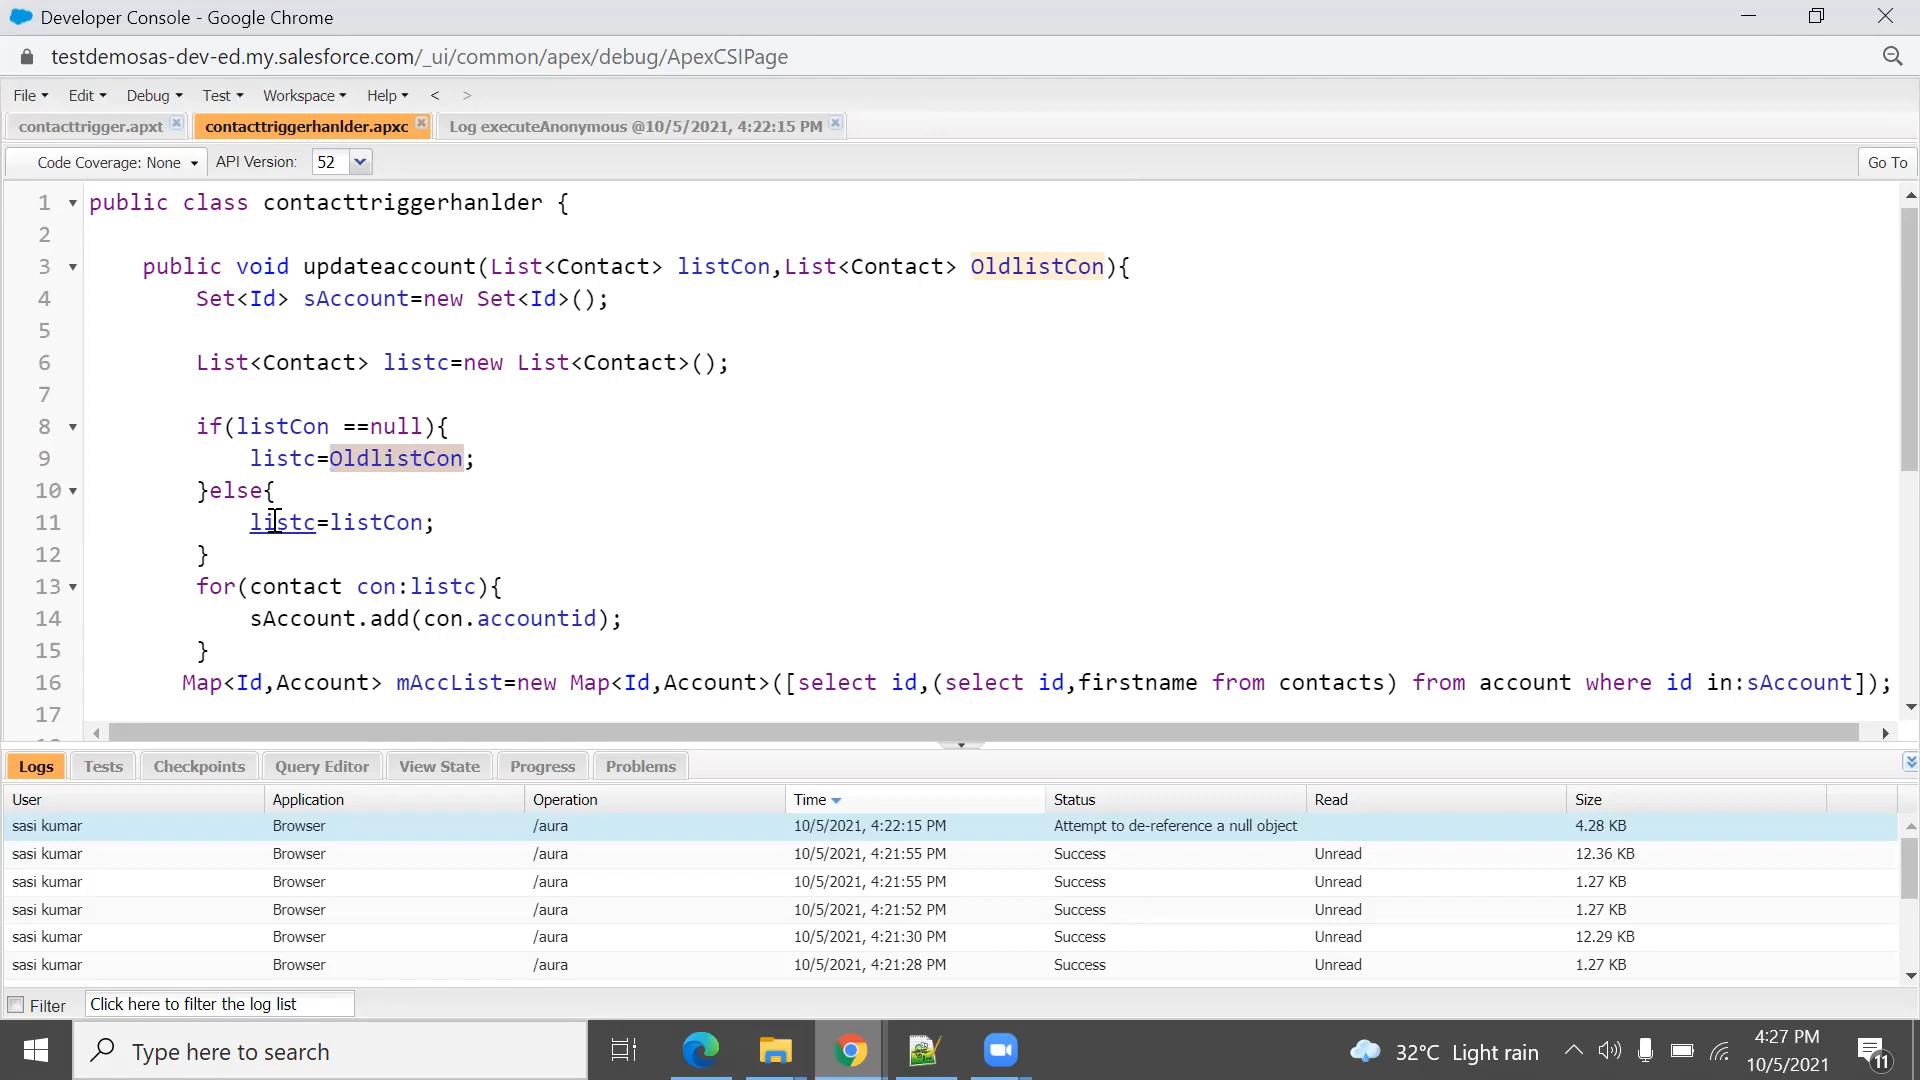 Developer Console - Google Chrome
testdemosas-dev-ed.my.salesforce.com/_ui/common/apex/debug/ApexCSIPage
File Edit Debug Test Workspace Help < >
contacttrigger.apxt contacttriggerhanlder.apxc Log executeAnonymous @10/5/2021, 4:22:15 PM
Code Coverage: None API Version: 52 Go To
1 public class contacttriggerhanlder {
2
3 public void updateaccount(List<Contact> listCon,List<Contact> OldlistCon){
4 Set<Id> sAccount=new Set<Id>();
5
6 List<Contact> listc=new List<Contact>();
7
8 if(listCon ==null){
9 listc=OldlistCon;
10 }else{
11 listc=listCon;
12 }
13 for(contact con:listc){
14 sAccount.add(con.accountid);
15 }
16 Map<Id,Account> mAccList=new Map<Id,Account>([select id,(select id,firstname from contacts) from account where id in:sAccount]);
17
Logs Tests Checkpoints Query Editor View State Progress Problems
User Application Operation Time Status Read Size
sasi kumar Browser /aura 10/5/2021, 4:22:15 PM Attempt to de-reference a null object 4.28 KB
sasi kumar Browser /aura 10/5/2021, 4:21:55 PM Success Unread 12.36 KB
sasi kumar Browser /aura 10/5/2021, 4:21:55 PM Success Unread 1.27 KB
sasi kumar Browser /aura 10/5/2021, 4:21:52 PM Success Unread 1.27 KB
sasi kumar Browser /aura 10/5/2021, 4:21:30 PM Success Unread 12.29 KB
sasi kumar Browser /aura 10/5/2021, 4:21:28 PM Success Unread 1.27 KB
Filter Click here to filter the log list
Type here to search 32°C Light rain 4:27 PM
10/5/2021 11